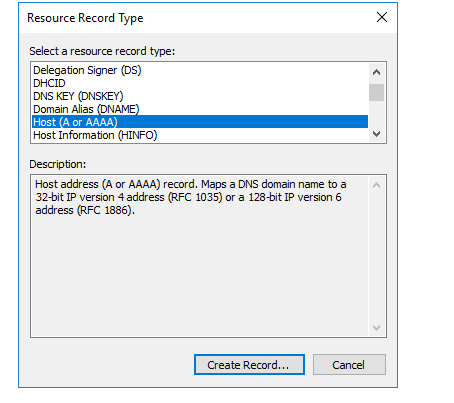 Resource Record Type
Select a resource record type:
Delegation Signer (DS)
DHCID
DNS KEY (DNSKEY)
Domain Alias (DNAME)
Host (A or AAAA)
Host Information (HINFO)
Description:
Host address (A or AAAA) record. Maps a DNS domain name to a
32-bit IP version 4 address (RFC 1035) or a 128-bit IP version 6
address (RFC 1886).
Create Record...
Cancel